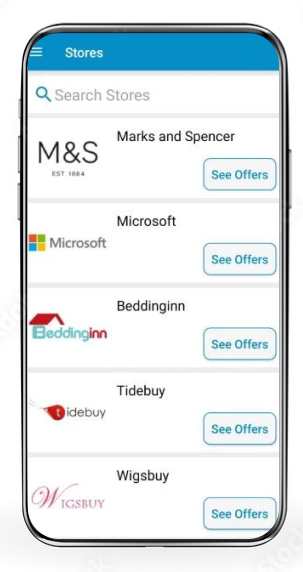 Stores
Search Stores
M&S
EST 1884
Marks and Spencer
See Offers
Microsoft
Microsoft
See Offers
Beddinginn
Beddinginn
See Offers
tidebuy
Tidebuy
See Offers
WIGSBUY
Wigsbuy
See Offers